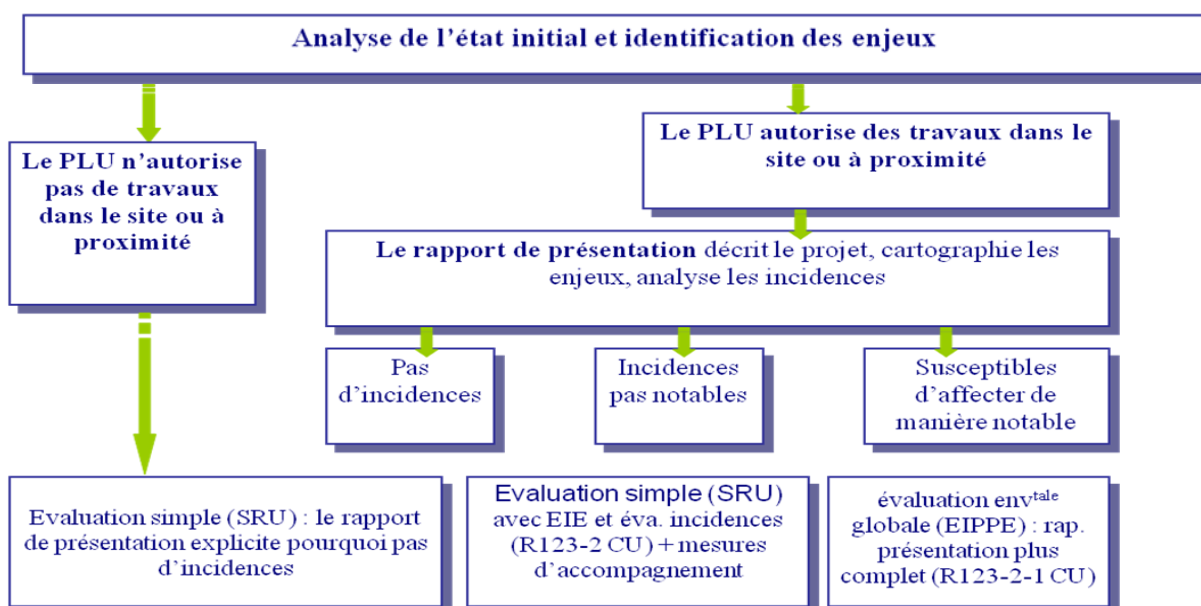 Analyse de l’état initial et identification des enjeux
Le PLU n’autorise
pas de travaux
dans le site ou à
proximité
Le PLU autorise des travaux dans le
site ou à proximité
Le rapport de présentation décrit le projet, cartographie les
enjeux, analyse les incidences
Pas
d’incidences
Incidences
pas notables
Susceptibles
d’affecter de
manière notable
Evaluation simple (SRU) : le rapport
de présentation explicite pourquoi pas
d’incidences
Evaluation simple (SRU)
avec EIE et éva. incidences
(R123-2 CU) + mesures
d’accompagnement
évaluation envtale
globale (EIPPE) : rap.
présentation plus
complet (R123-2-1 CU)